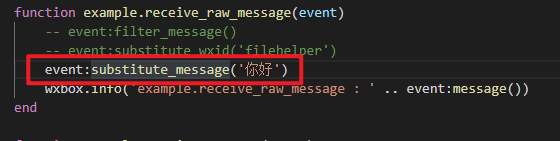 function example.receive_raw_message(event)
-- event:filter_message()
-- event:substitute_wxid('filehelper')
event:substitute_message('你好')
wxbox.info('example.receive_raw_message : ' .. event:message())
end